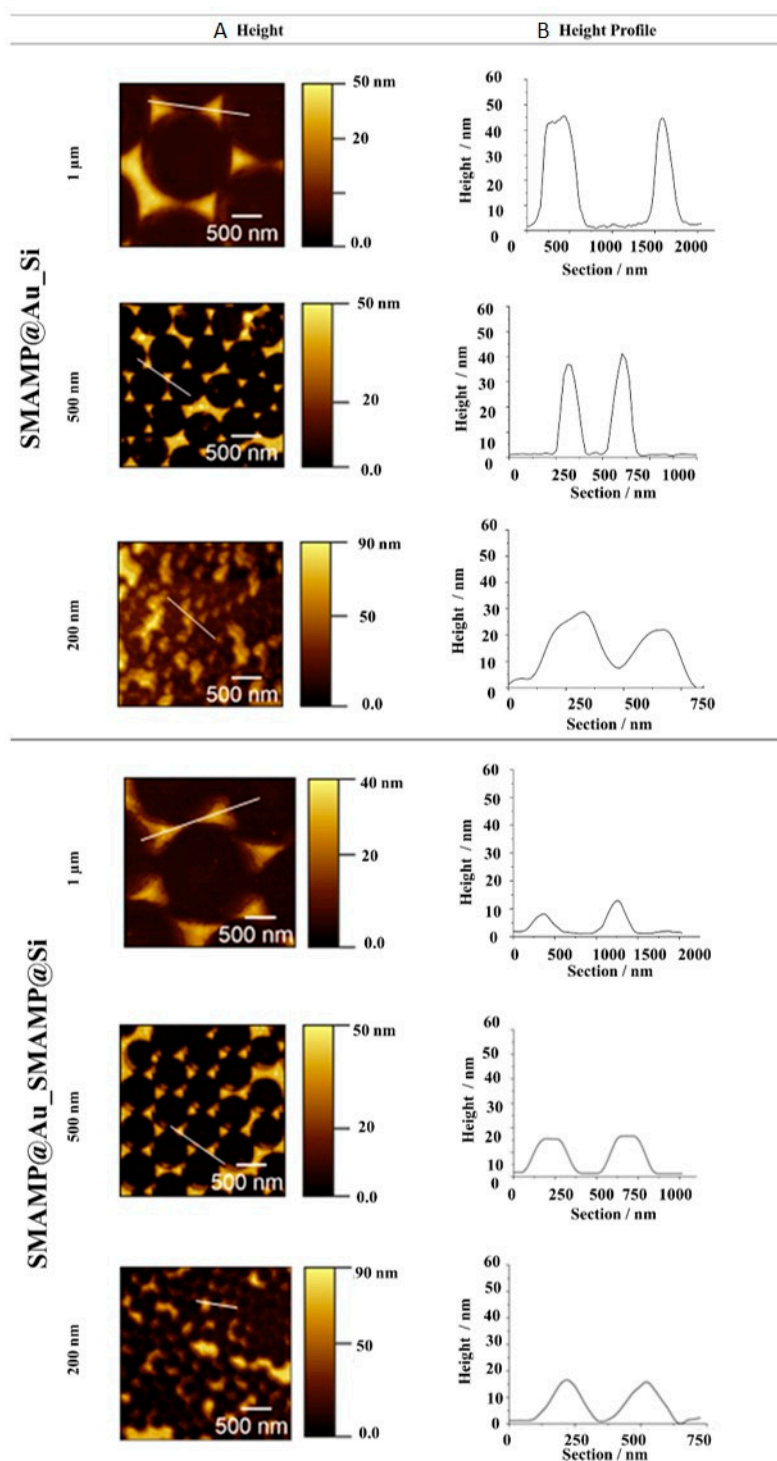 A Height B Height Profile
SMAMP@Au_Si
1 µm
50 nm
20
0.0
500 nm
Height / nm
60
50
40
30
20
10
0
0 500 1000 1500 2000
Section / nm
500 nm
50 nm
20
0.0
500 nm
Height / nm
60
50
40
30
20
10
0
0 250 500 750 1000
Section / nm
200 nm
90 nm
50
0.0
500 nm
Height / nm
60
50
40
30
20
10
0
0 250 500 750
Section / nm
SMAMP@Au_SMAMP@Si
1 µm
40 nm
20
0.0
500 nm
Height / nm
60
50
40
30
20
10
0
0 500 1000 1500 2000
Section / nm
500 nm
50 nm
20
0.0
500 nm
Height / nm
60
50
40
30
20
10
0
0 250 500 750 1000
Section / nm
200 nm
90 nm
50
0.0
500 nm
Height / nm
60
50
40
30
20
10
0
0 250 500 750
Section / nm